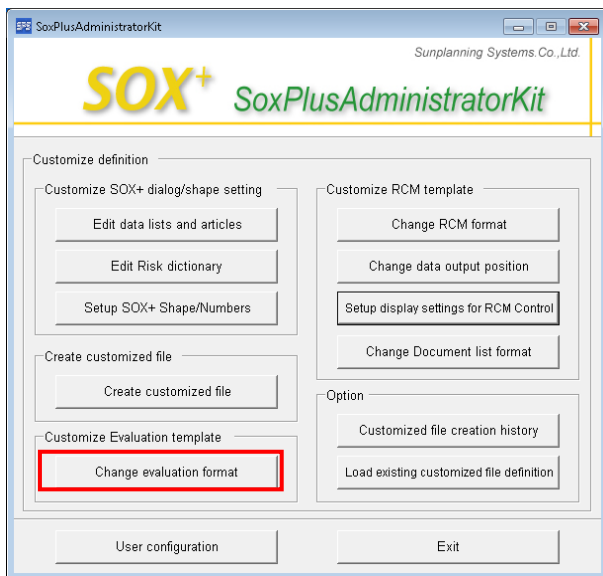 SoxPlusAdministratorKit
Sunplanning Systems.Co.,Ltd.
SOX+ SoxPlusAdministratorKit
Customize definition
Customize SOX+ dialog/shape setting
Edit data lists and articles
Edit Risk dictionary
Setup SOX+ Shape/Numbers
Create customized file
Create customized file
Customize Evaluation template
Change evaluation format
Customize RCM template
Change RCM format
Change data output position
Setup display settings for RCM Control
Change Document list format
Option
Customized file creation history
Load existing customized file definition
User configuration
Exit